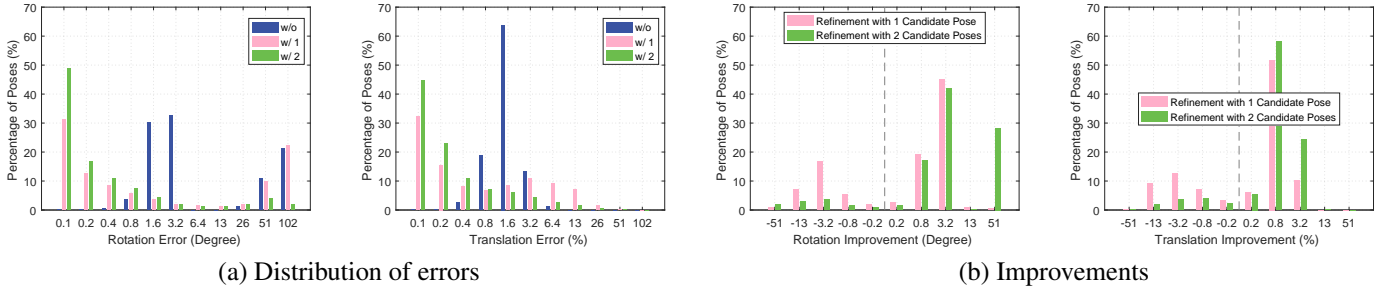 70
60
50
40
30
20
10
0
Percentage of Poses (%)
w/o
w/ 1
w/ 2
0.1 0.2 0.4 0.8 1.6 3.2 6.4 13 26 51 102
Rotation Error (Degree)
70
60
50
40
30
20
10
0
Percentage of Poses (%)
w/o
w/ 1
w/ 2
0.1 0.2 0.4 0.8 1.6 3.2 6.4 13 26 51 102
Translation Error (%)
(a) Distribution of errors
70
60
50
40
30
20
10
0
Percentage of Poses (%)
Refinement with 1 Candidate Pose
Refinement with 2 Candidate Poses
-51 -13 -3.2 -0.8 -0.2 0.2 0.8 3.2 13 51
Rotation Improvement (Degree)
70
60
50
40
30
20
10
0
Percentage of Poses (%)
Refinement with 1 Candidate Pose
Refinement with 2 Candidate Poses
-51 -13 -3.2 -0.8 -0.2 0.2 0.8 3.2 13 51
Translation Improvement (%)
(b) Improvements